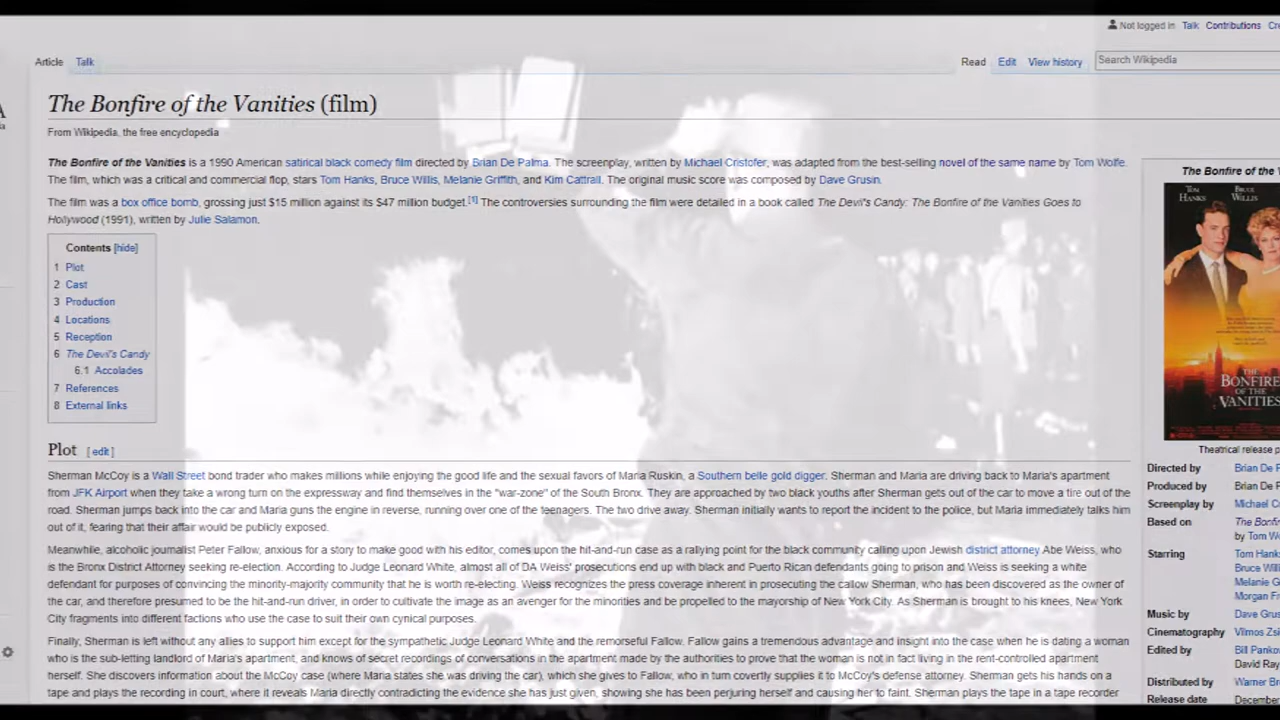 Not logged in Talk Contributions
Article Talk Read Edit View history Search Wikipedia
The Bonfire of the Vanities (film)
From Wikipedia, the free encyclopedia
The Bonfire of the Vanities is a 1990 American satirical black comedy film directed by Brian De Palma. The screenplay, written by Michael Cristofer, was adapted from the best-selling novel of the same name by Tom Wolfe.
The film, which was a critical and commercial flop, stars Tom Hanks, Bruce Willis, Melanie Griffith, and Kim Cattrall. The original music score was composed by Dave Grusin.
The film was a box office bomb, grossing just $15 million against its $47 million budget.[1] The controversies surrounding the film were detailed in a book called The Devil's Candy: The Bonfire of the Vanities Goes to
Hollywood (1991), written by Julie Salamon.
Contents [hide]
1 Plot
2 Cast
3 Production
4 Locations
5 Reception
6 The Devil's Candy
6.1 Accolades
7 References
8 External links
Plot [ edit ]
Sherman McCoy is a Wall Street bond trader who makes millions while enjoying the good life and the sexual favors of Maria Ruskin, a Southern belle gold digger. Sherman and Maria are driving back to Maria's apartment
from JFK Airport when they take a wrong turn on the expressway and find themselves in the "war-zone" of the South Bronx. They are approached by two black youths after Sherman gets out of the car to move a tire out of the
road. Sherman jumps back into the car and Maria guns the engine in reverse, running over one of the teenagers. The two drive away. Sherman initially wants to report the incident to the police, but Maria immediately talks him
out of it, fearing that their affair would be publicly exposed.
Meanwhile, alcoholic journalist Peter Fallow, anxious for a story to make good with his editor, comes upon the hit-and-run case as a rallying point for the black community calling upon Jewish district attorney Abe Weiss, who
is the Bronx District Attorney seeking re-election. According to Judge Leonard White, almost all of DA Weiss' prosecutions end up with black and Puerto Rican defendants going to prison and Weiss is seeking a white
defendant for purposes of convincing the minority-majority community that he is worth re-electing. Weiss recognizes the press coverage inherent in prosecuting the callow Sherman, who has been discovered as the owner of
the car, and therefore presumed to be the hit-and-run driver, in order to cultivate the image as an avenger for the minorities and be propelled to the mayorship of New York City. As Sherman is brought to his knees, New York
City fragments into different factions who use the case to suit their own cynical purposes.
Finally, Sherman is left without any allies to support him except for the sympathetic Judge Leonard White and the remorseful Fallow. Fallow gains a tremendous advantage and insight into the case when he is dating a woman
who is the sub-letting landlord of Maria's apartment, and knows of secret recordings of conversations in the apartment made by the authorities to prove that the woman is not in fact living in the rent-controlled apartment
herself. She discovers information about the McCoy case (where Maria states she was driving the car), which she gives to Fallow, who in turn covertly supplies it to McCoy's defense attorney. Sherman gets his hands on a
tape and plays the recording in court, where it reveals Maria directly contradicting the evidence she has just given, showing she has been perjuring herself and causing her to faint. Sherman plays the tape in a tape recorder
The Bonfire of the
TOM HANKS BRUCE WILLIS
THE BONFIRE OF THE VANITIES
Theatrical release
Directed by Brian De
Produced by Brian De
Screenplay by Michael
Based on The
by Tom
Starring Tom
Bruce
Melanie
Morgan
Music by Dave
Cinematography Vilmos
Edited by Bill
David
Distributed by Warner
Release date